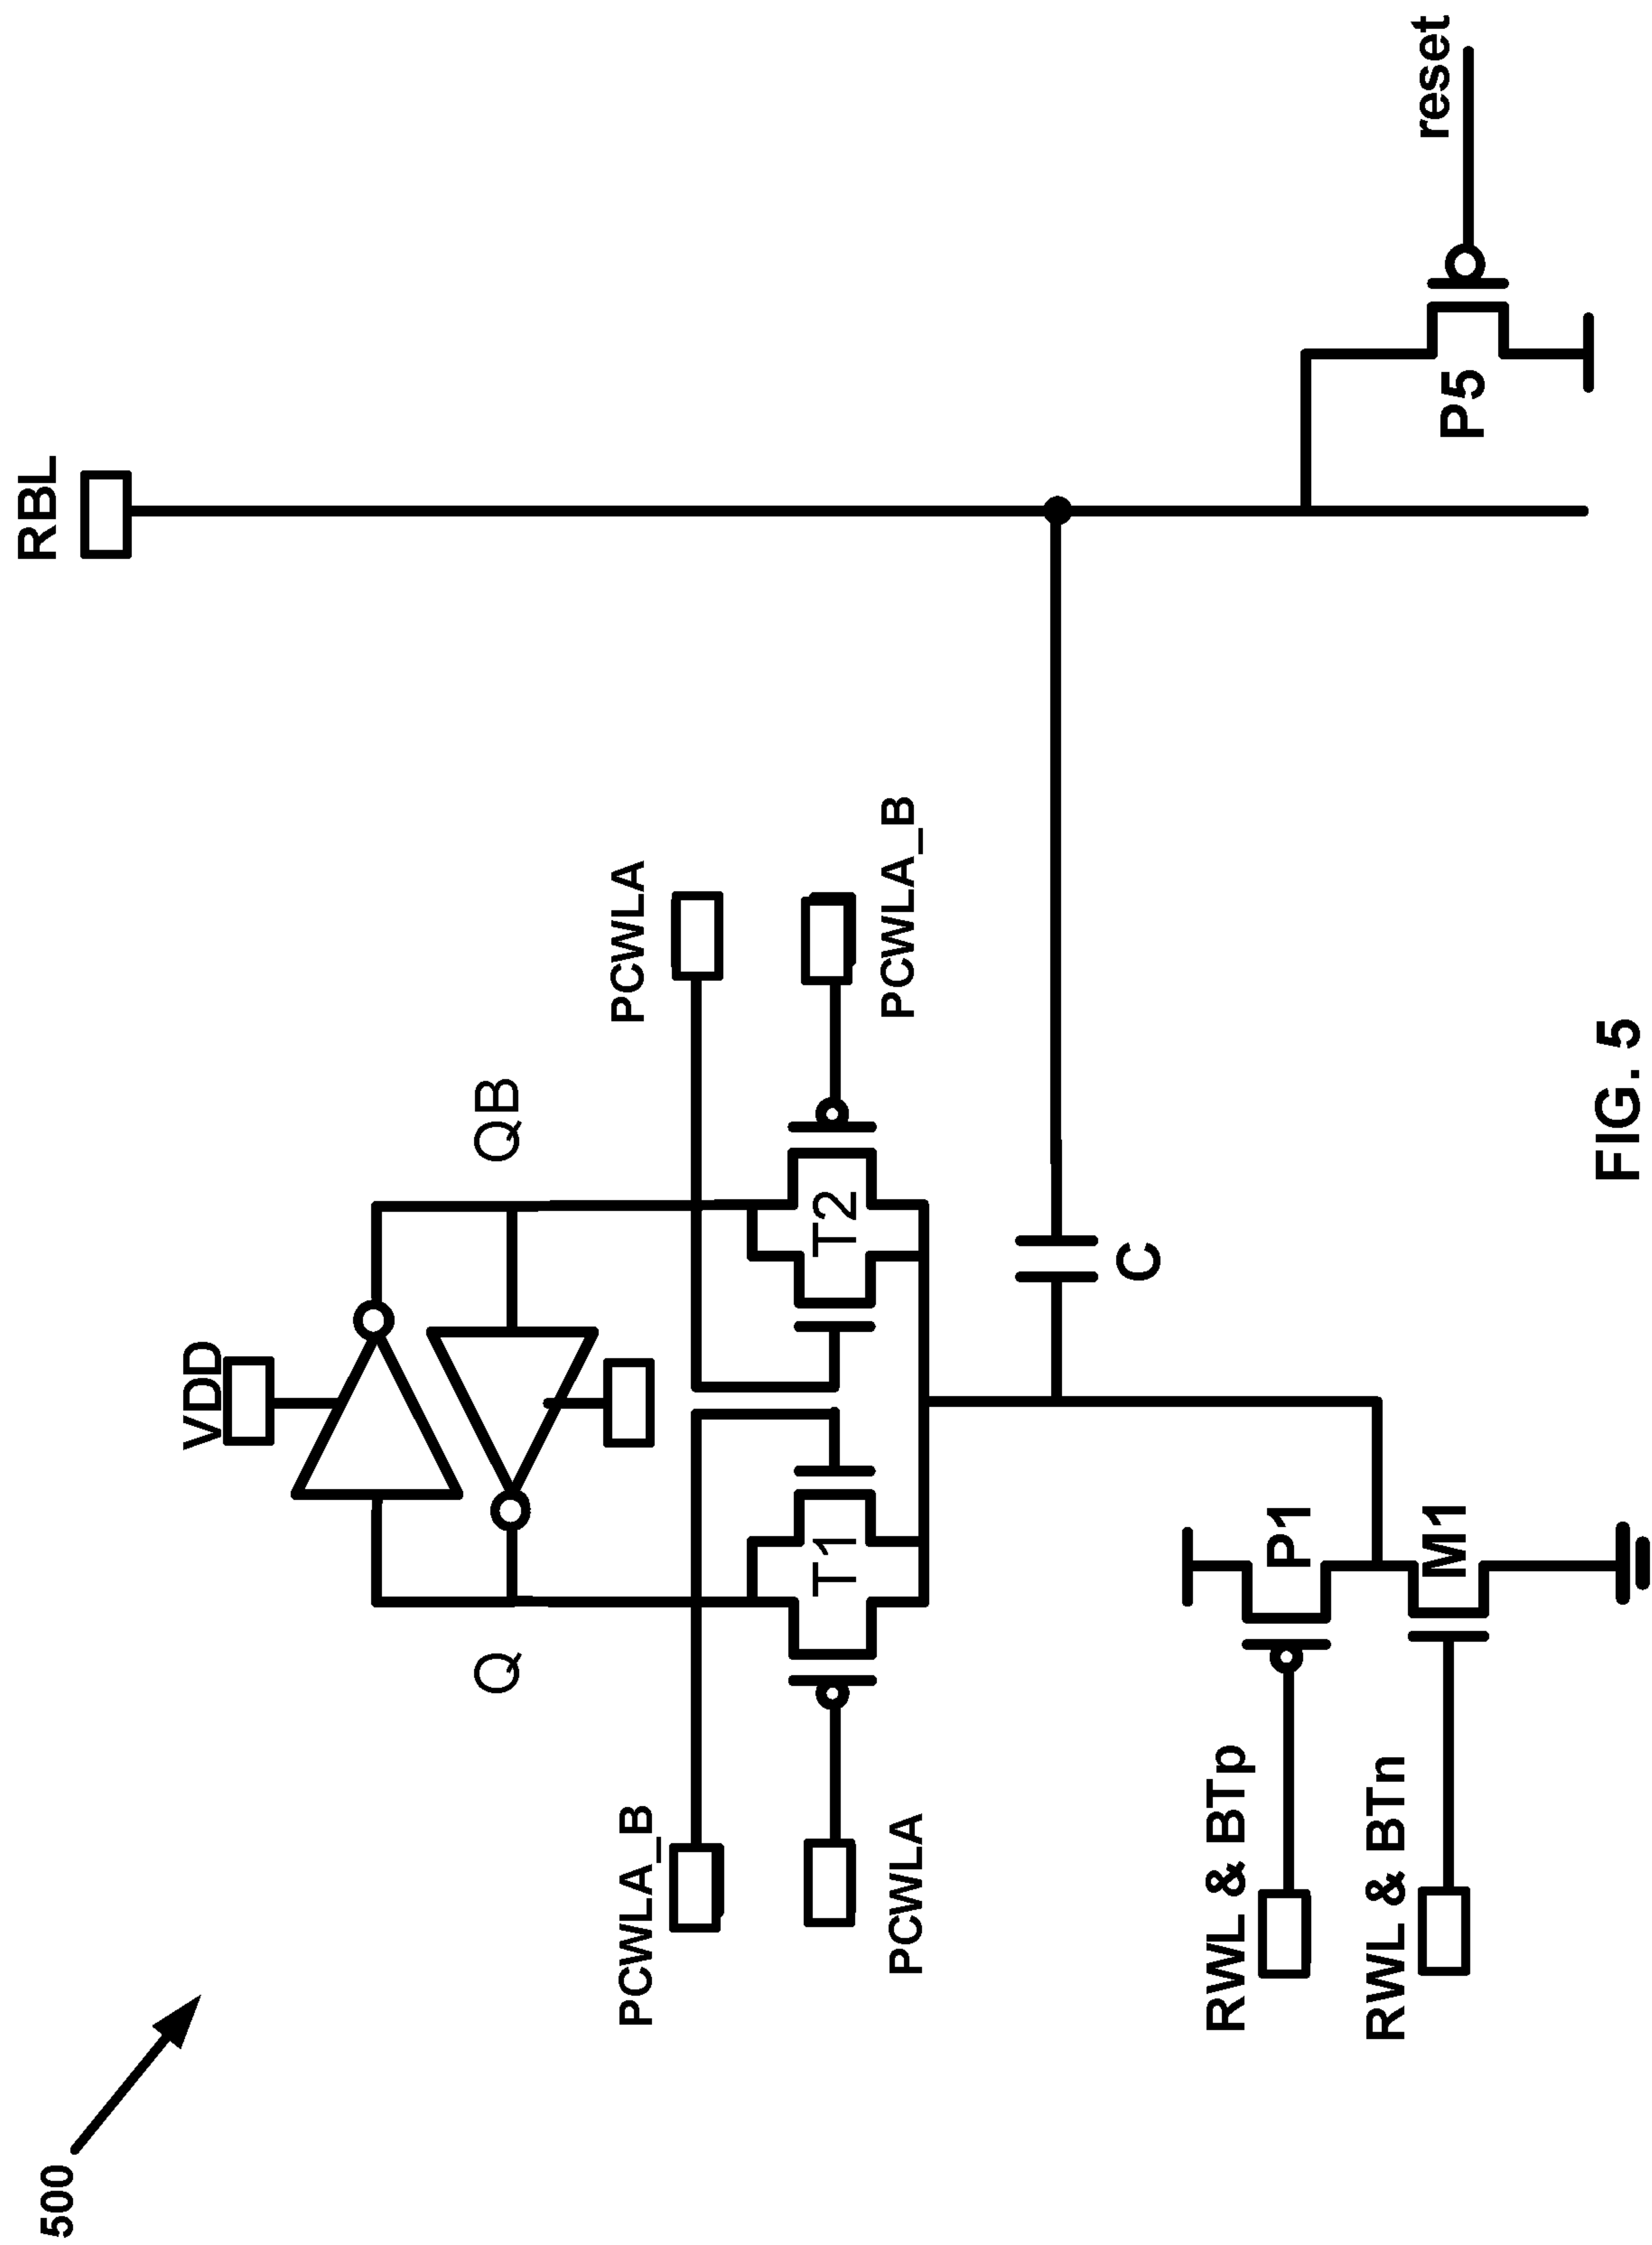 500
VDD
RBL
Q
QB
PCWLA_B
PCWLA
PCWLA
PCWLA_B
T1
T2
C
RWL & BTp
P1
RWL & BTn
M1
P5
reset
FIG. 5